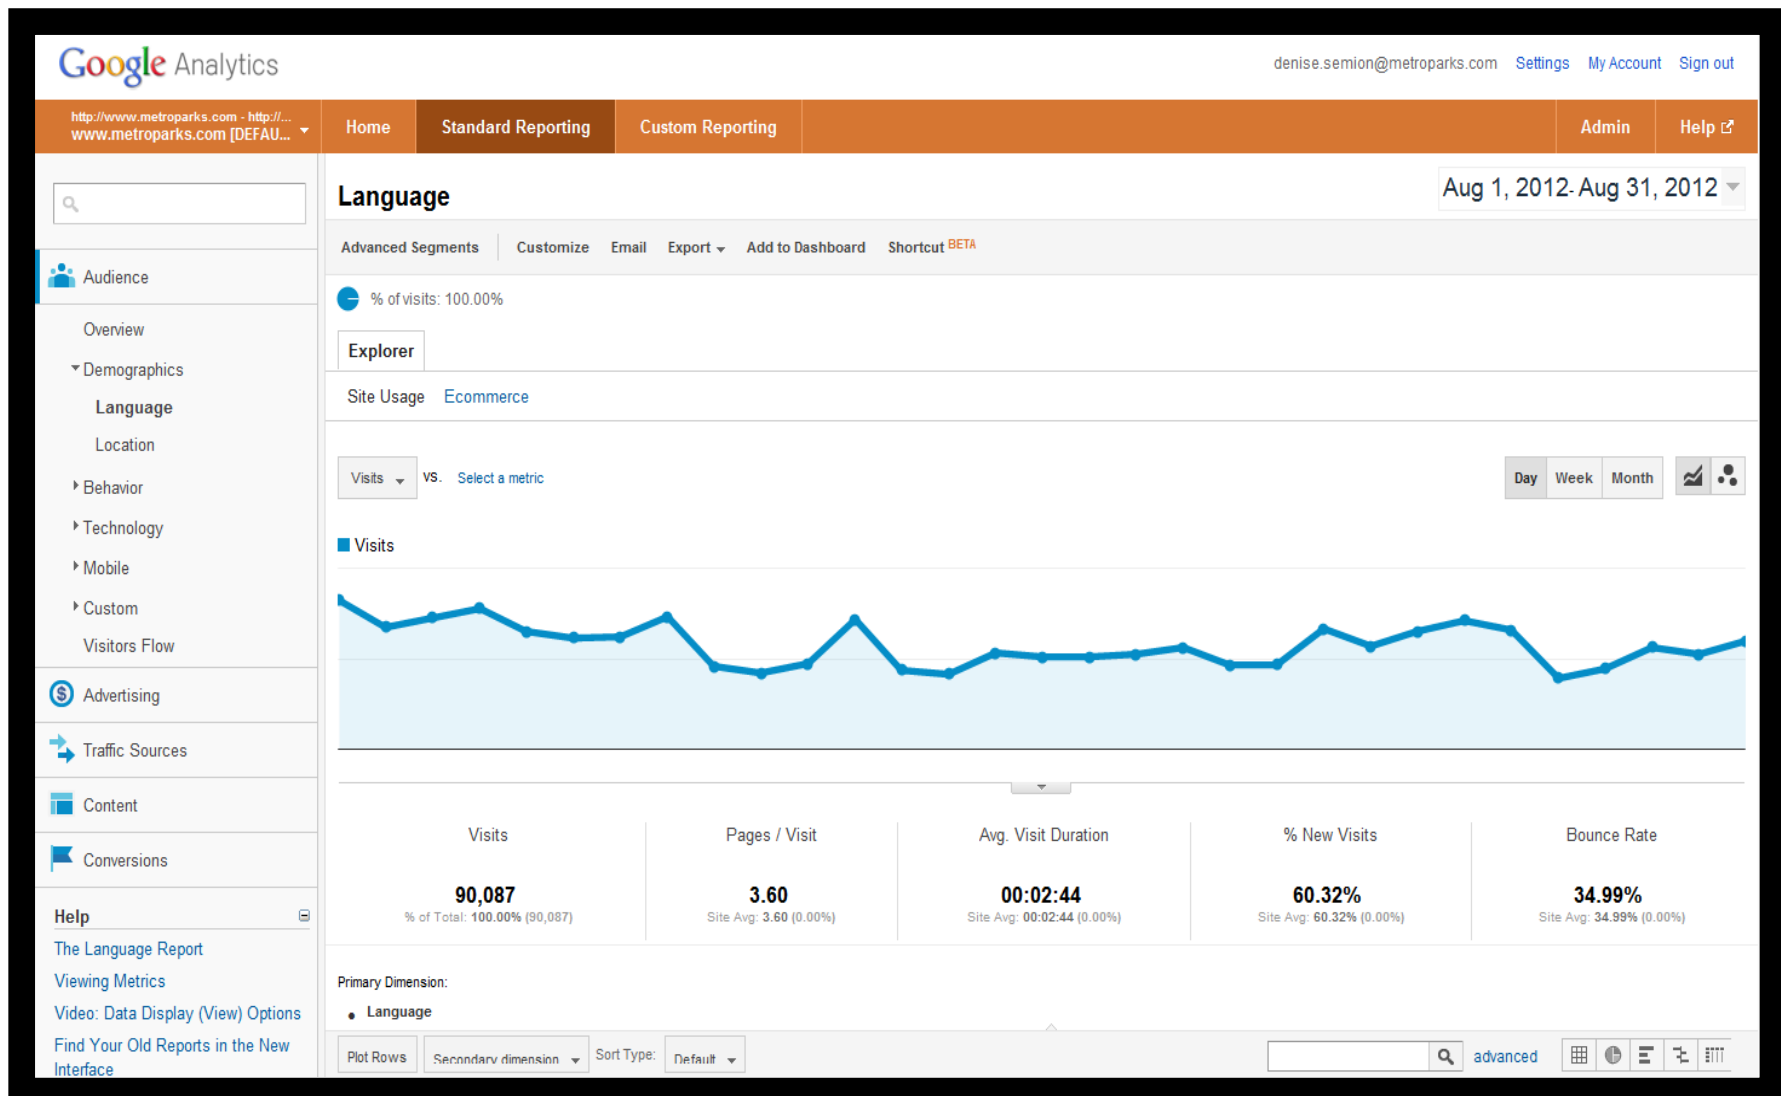 Google Analytics
denise.semion@metroparks.com Settings My Account Sign out
http://www.metroparks.com - http://...
www.metroparks.com [DEFAU...
Home Standard Reporting Custom Reporting Admin Help
Language
Aug 1, 2012- Aug 31, 2012
Advanced Segments Customize Email Export Add to Dashboard Shortcut BETA
% of visits: 100.00%
Explorer
Site Usage Ecommerce
Visits VS. Select a metric
Day Week Month
Visits
Audience
Overview
Demographics
Language
Location
Behavior
Technology
Mobile
Custom
Visitors Flow
Advertising
Traffic Sources
Content
Conversions
Help
The Language Report
Viewing Metrics
Video: Data Display (View) Options
Find Your Old Reports in the New
Interface
Visits Pages / Visit Avg. Visit Duration % New Visits Bounce Rate
90,087 3.60 00:02:44 60.32% 34.99%
% of Total: 100.00% (90,087) Site Avg: 3.60 (0.00%) Site Avg: 00:02:44 (0.00%) Site Avg: 60.32% (0.00%) Site Avg: 34.99% (0.00%)
Primary Dimension:
• Language
Plot Rows Secondary dimension Sort Type: Default advanced